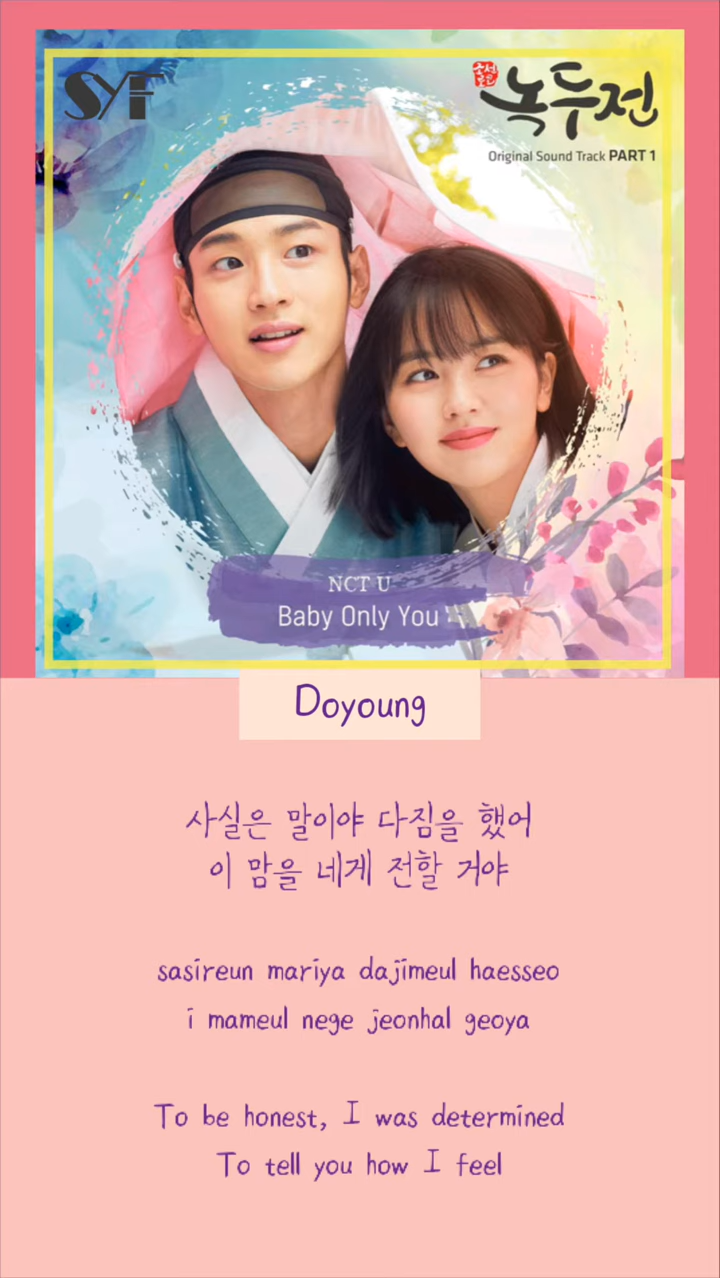 SYF
녹두전
Original Sound Track PART 1
NCT U
Baby Only You
Doyoung
사실은 말이야 다짐을 했어
이 맘을 네게 전할 거야
sasireun mariya dajimeul haesseo
i mameul nege jeonhal geoya
To be honest, I was determined
To tell you how I feel